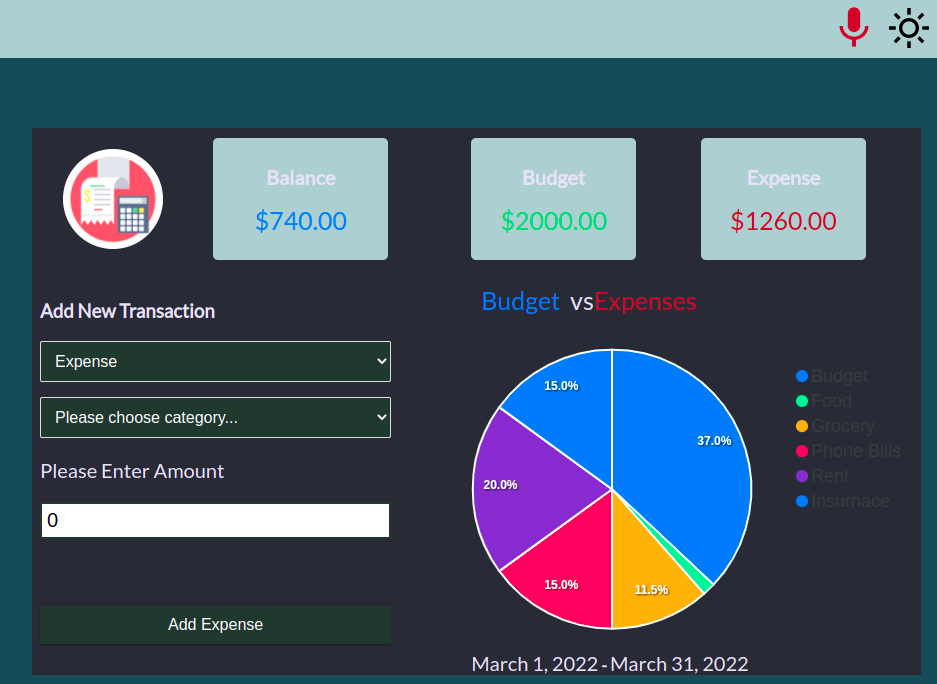 Balance
$740.00
Budget
$2000.00
Expense
$1260.00
Add New Transaction
Expense
Please choose category...
Please Enter Amount
0
Add Expense
Budget vsExpenses
15.0%
37.0%
20.0%
15.0%
11.5%
Budget
Food
Grocery
Phone Bills
Rent
Insurnace
March 1, 2022 - March 31, 2022